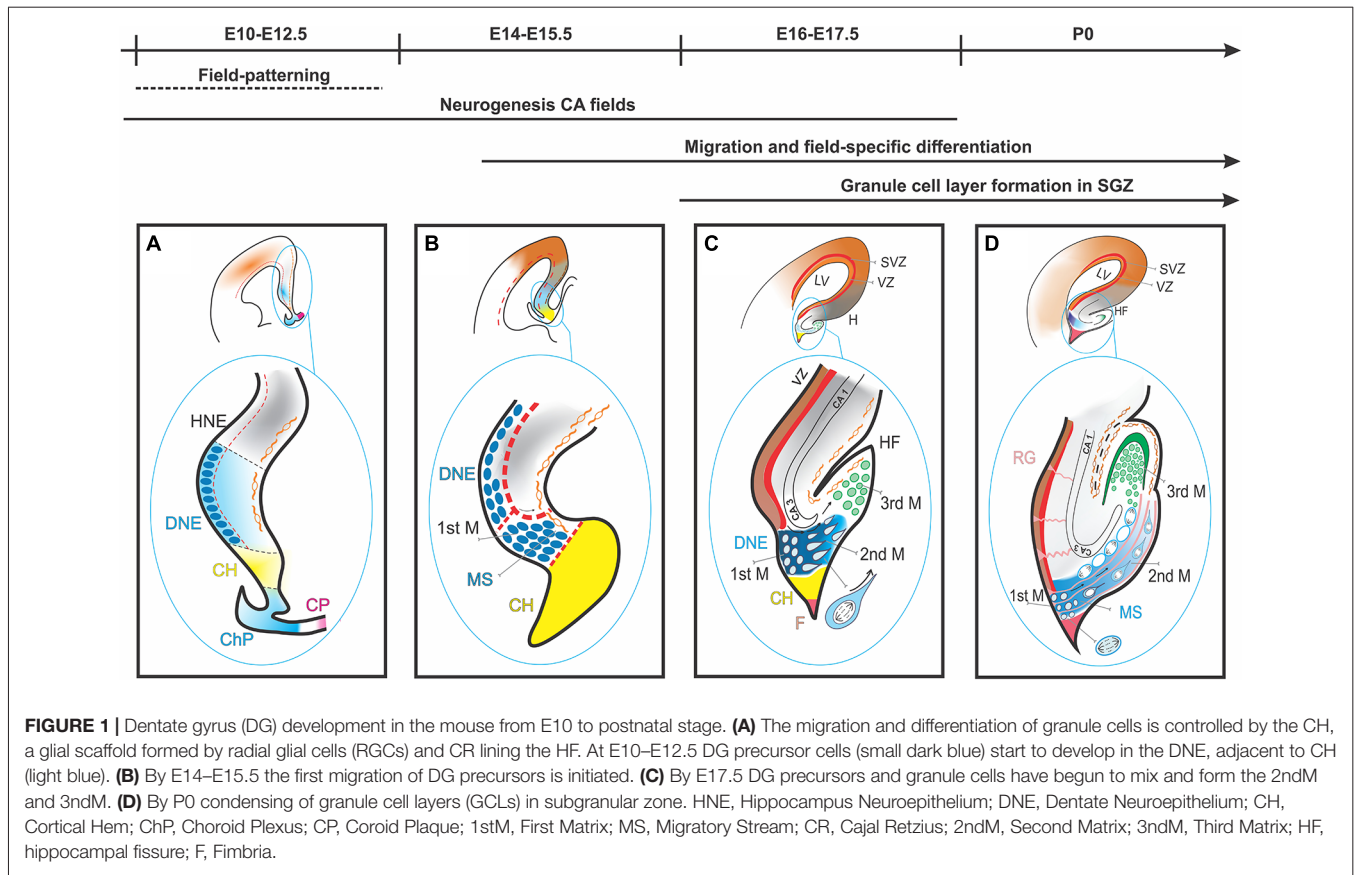 E10-E12.5 E14-E15.5 E16-E17.5 P0
Field-patterning
Neurogenesis CA fields
Migration and field-specific differentiation
Granule cell layer formation in SGZ
A
HNE
DNE
CH
CP
ChP
B
DNE
1st M
MS
CH
C
SVZ
LV
VZ
H
VZ
CA 1
HF
CA3
3rd M
DNE
2nd M
1st M
CH
F
D
LV
SVZ
VZ
HF
CA 1
RG
3rd M
CA3
2nd M
1st M
MS
FIGURE 1 | Dentate gyrus (DG) development in the mouse from E10 to postnatal stage. (A) The migration and differentiation of granule cells is controlled by the CH,
a glial scaffold formed by radial glial cells (RGCs) and CR lining the HF. At E10–E12.5 DG precursor cells (small dark blue) start to develop in the DNE, adjacent to CH
(light blue). (B) By E14–E15.5 the first migration of DG precursors is initiated. (C) By E17.5 DG precursors and granule cells have begun to mix and form the 2ndM
and 3ndM. (D) By P0 condensing of granule cell layers (GCLs) in subgranular zone. HNE, Hippocampus Neuroepithelium; DNE, Dentate Neuroepithelium; CH,
Cortical Hem; ChP, Choroid Plexus; CP, Coroid Plaque; 1stM, First Matrix; MS, Migratory Stream; CR, Cajal Retzius; 2ndM, Second Matrix; 3ndM, Third Matrix; HF,
hippocampal fissure; F, Fimbria.